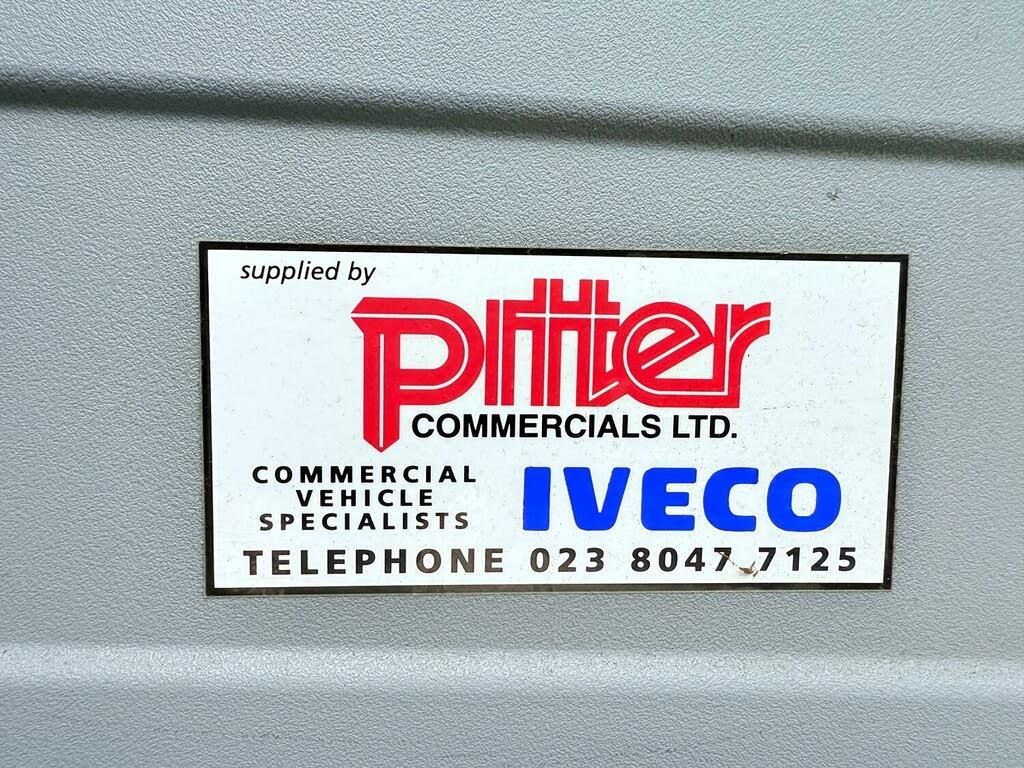 supplied by
Pitter
COMMERCIALS LTD.
COMMERCIAL
VEHICLE
SPECIALISTS
IVECO
TELEPHONE 023 8047 7125